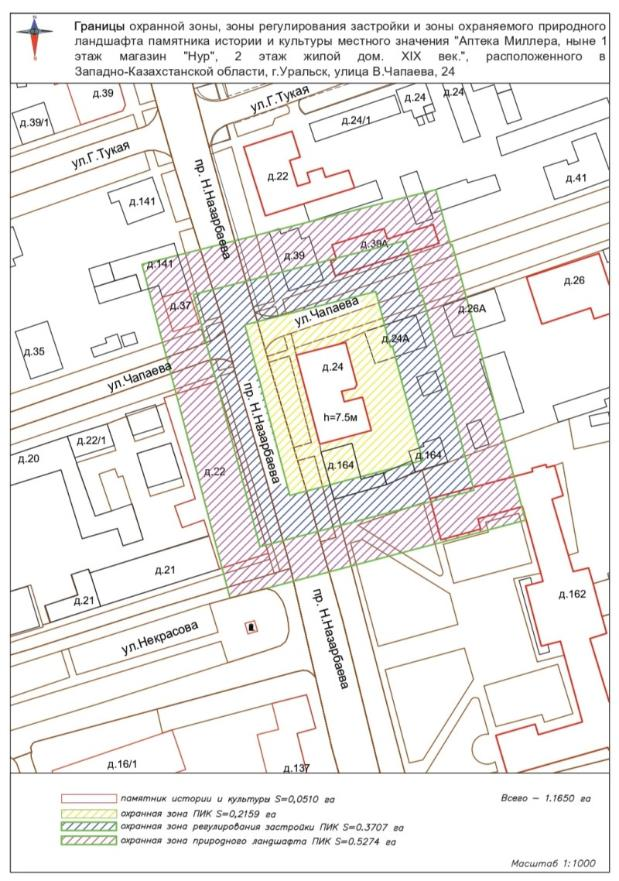 Границы охранной зоны, зоны регулирования застройки и зоны охраняемого природного
ландшафта памятника истории и культуры местного значения "Аптека Миллера, ныне 1
этаж магазин "Нур", 2 этаж жилой дом. XIX век.", расположенного в
Западно-Казахстанской области, г.Уральск, улица В.Чапаева, 24
д.39
ул.Г.Тукая
д.24
д.24
д.39/1
д.24/1
ул.Г.Тукая
пр. Н.Назарбаева
д.22
д.41
д.141
д.39
д.39А
д.141
д.26
д.37
ул.Чапаева
д.26А
д.24А
д.35
д.24
ул.Чапаева
пр. Н.Назарбаева
h=7.5м
д.22/1
д.20
д.164
д.164
д.22
д.21
д.21
д.162
пр. Н.Назарбаева
ул.Некрасова
д.16/1
д.137
памятник истории и культуры S=0,0510 га
Всего – 1.1650 га
охранная зона ПИК S=0,2159 га
охранная зона регулирования застройки ПИК S=0.3707 га
охранная зона природного ландшафта ПИК S=0.5274 га
Масштаб 1:1000